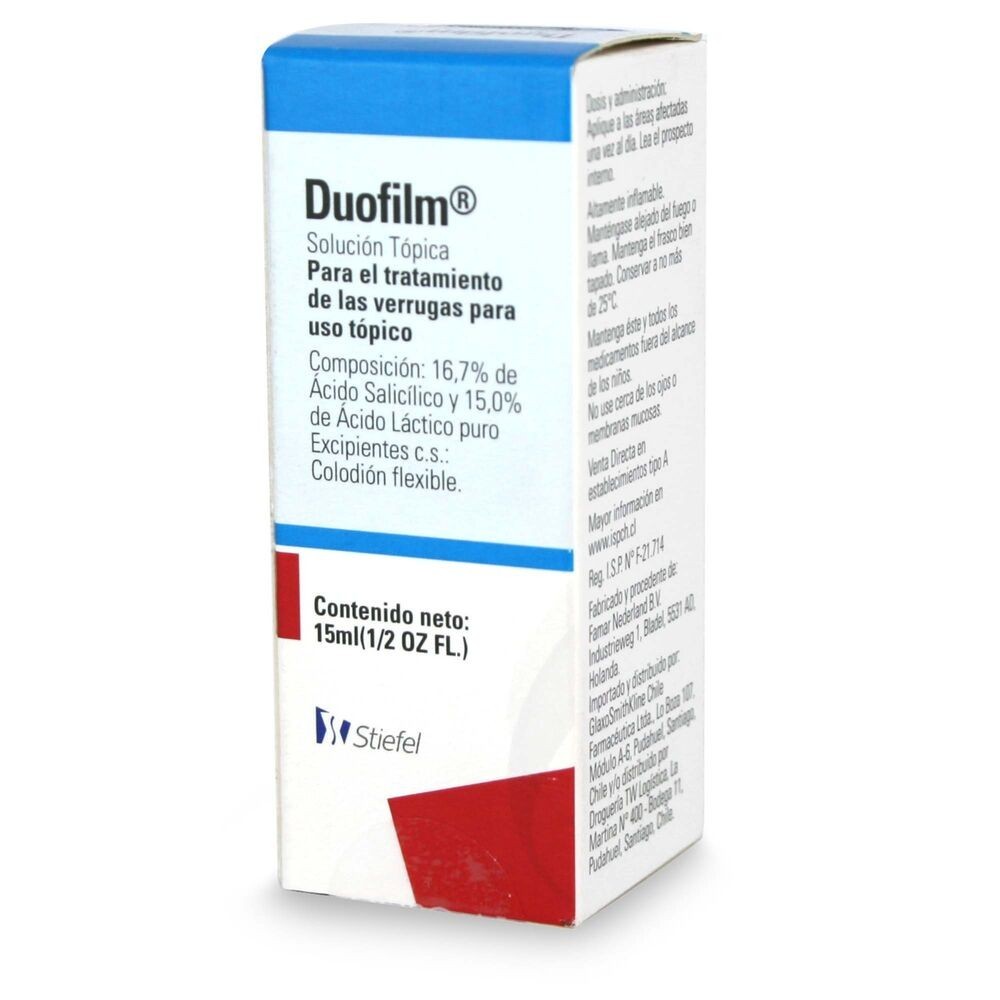 Duofilm®
Solución Tópica
Para el tratamiento
de las verrugas para
uso tópico
Composición: 16,7% de
Ácido Salicílico y 15,0%
de Ácido Láctico puro
Excipientes c.s.:
Colodión flexible.
Contenido neto:
15ml(1/2 OZ FL.)
Stiefel
Dosis y administración:
Aplique a las áreas afectadas
una vez al día. Lea el prospecto
interno.
Altamente inflamable.
Manténgase alejado del fuego o
llama. Mantenga el frasco bien
tapado. Conservar a no más
de 25°C.
Mantenga éste y todos los
medicamentos fuera del alcance
de los niños.
No use cerca de los ojos o
membranas mucosas.
Venta Directa en
establecimientos tipo A
Mayor información en
www.ispch.cl
Reg. I.S.P. N° F-21.714
Fabricado y procedente de:
Famar Nederland B.V.
Industrieweg 1, Bladel, 5531 AD,
Holanda.
Importado y distribuido por:
GlaxoSmithKline Chile
Farmacéutica Ltda., Lo Boza 107,
Módulo A-6, Pudahuel, Santiago,
Chile y/o distribuido por
Droguería TW Logística. La
Martina N° 400 - Bodega 11,
Pudahuel, Santiago, Chile.